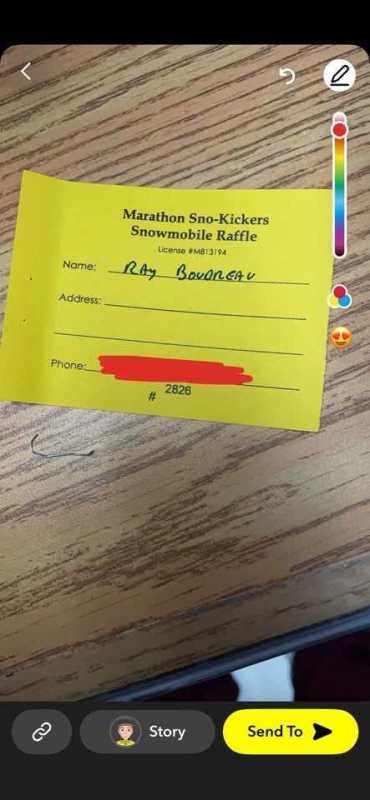 Marathon Sno-Kickers
Snowmobile Raffle
License #M813194
Name: RAY BOUDREAU
Address:
Phone:
# 2826
Story
Send To